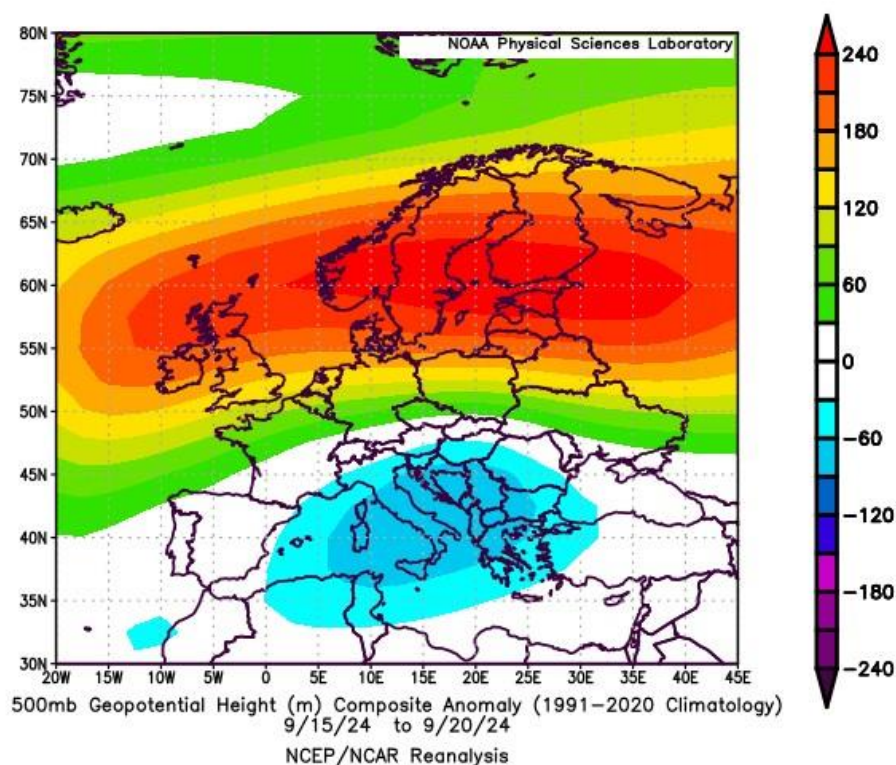 NOAA Physical Sciences Laboratory
80N
75N
70N
65N
60N
55N
50N
45N
40N
35N
30N
20W 15W 10W 5W 0 5E 10E 15E 20E 25E 30E 35E 40E 45E
240
180
120
60
0
-60
-120
-180
-240
500mb Geopotential Height (m) Composite Anomaly (1991-2020 Climatology)
9/15/24 to 9/20/24
NCEP/NCAR Reanalysis